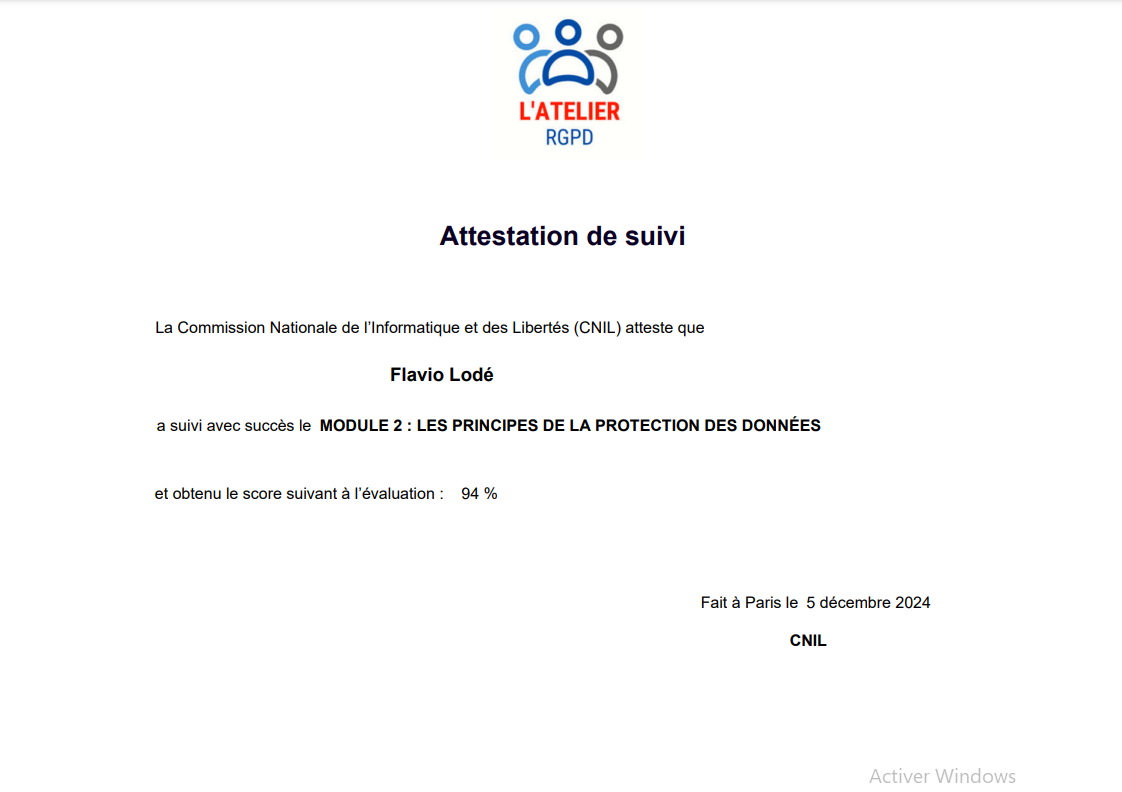 L'ATELIER
RGPD
Attestation de suivi
La Commission Nationale de l’Informatique et des Libertés (CNIL) atteste que
Flavio Lodé
a suivi avec succès le MODULE 2 : LES PRINCIPES DE LA PROTECTION DES DONNÉES
et obtenu le score suivant à l’évaluation : 94 %
Fait à Paris le 5 décembre 2024
CNIL
Activer Windows